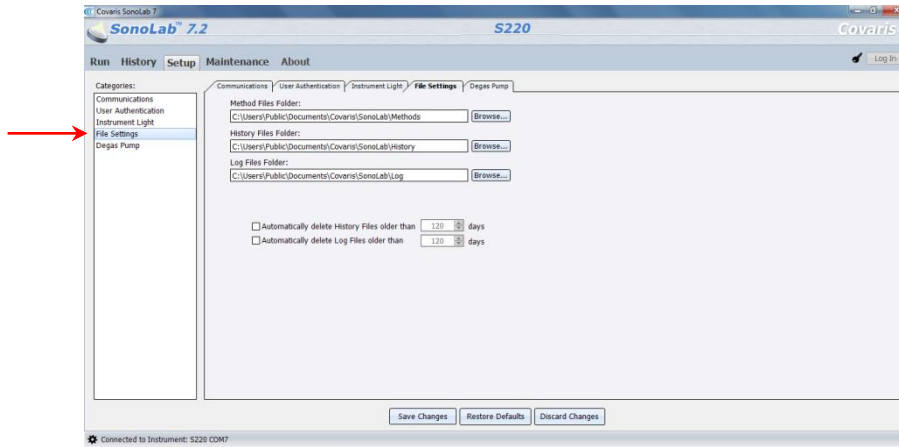 Covaris SonoLab 7
SonoLab™ 7.2
S220
Covaris
Run History Setup Maintenance About
Log In
Categories:
Communications
User Authentication
Instrument Light
File Settings
Degas Pump
Communications User Authentication Instrument Light File Settings Degas Pump
Method Files Folder:
C:\Users\Public\Documents\Covaris\SonoLab\Methods Browse...
History Files Folder:
C:\Users\Public\Documents\Covaris\SonoLab\History
Log Files Folder:
C:\Users\Public\Documents\Covaris\SonoLab\Log Browse...
Automatically delete History Files older than 120 days
Automatically delete Log Files older than 120 days
Save Changes Restore Defaults Discard Changes
Connected to Instrument: S220 COM7